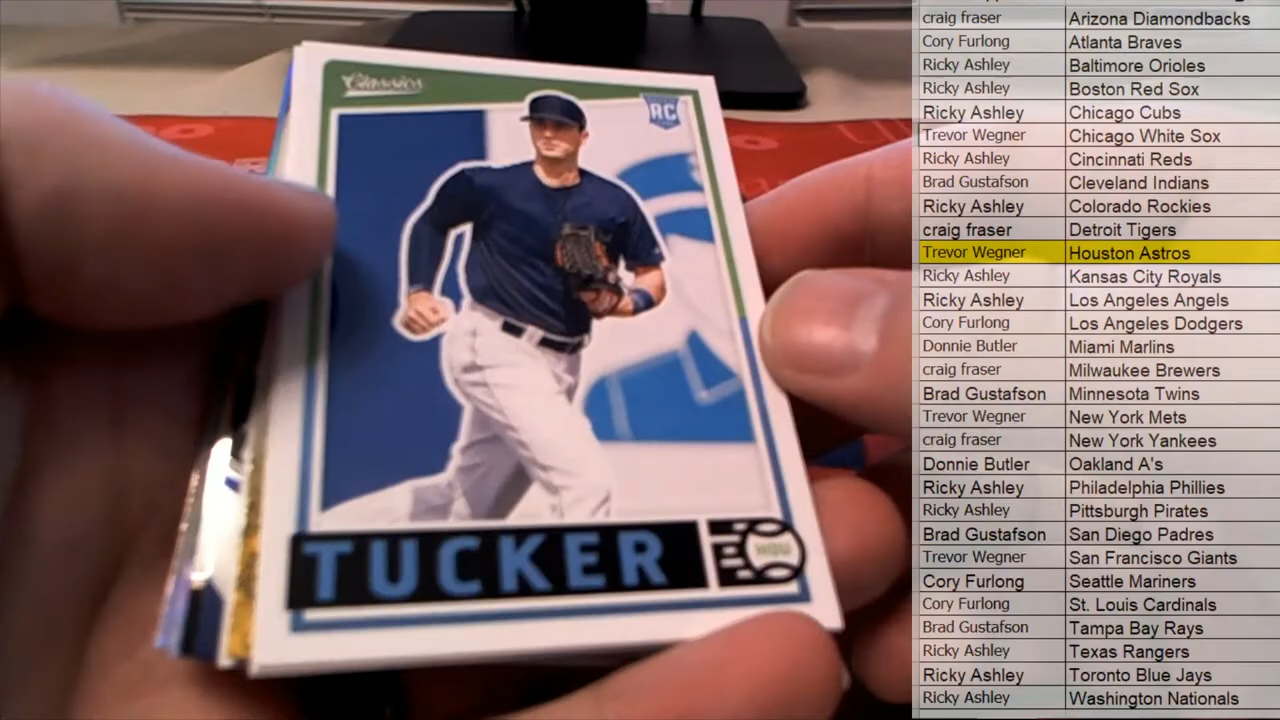 Classics
RC
TUCKER
HOU
craig fraser Arizona Diamondbacks
Cory Furlong Atlanta Braves
Ricky Ashley Baltimore Orioles
Ricky Ashley Boston Red Sox
Ricky Ashley Chicago Cubs
Trevor Wegner Chicago White Sox
Ricky Ashley Cincinnati Reds
Brad Gustafson Cleveland Indians
Ricky Ashley Colorado Rockies
craig fraser Detroit Tigers
Trevor Wegner Houston Astros
Ricky Ashley Kansas City Royals
Ricky Ashley Los Angeles Angels
Cory Furlong Los Angeles Dodgers
Donnie Butler Miami Marlins
craig fraser Milwaukee Brewers
Brad Gustafson Minnesota Twins
Trevor Wegner New York Mets
craig fraser New York Yankees
Donnie Butler Oakland A's
Ricky Ashley Philadelphia Phillies
Ricky Ashley Pittsburgh Pirates
Brad Gustafson San Diego Padres
Trevor Wegner San Francisco Giants
Cory Furlong Seattle Mariners
Cory Furlong St. Louis Cardinals
Brad Gustafson Tampa Bay Rays
Ricky Ashley Texas Rangers
Ricky Ashley Toronto Blue Jays
Ricky Ashley Washington Nationals